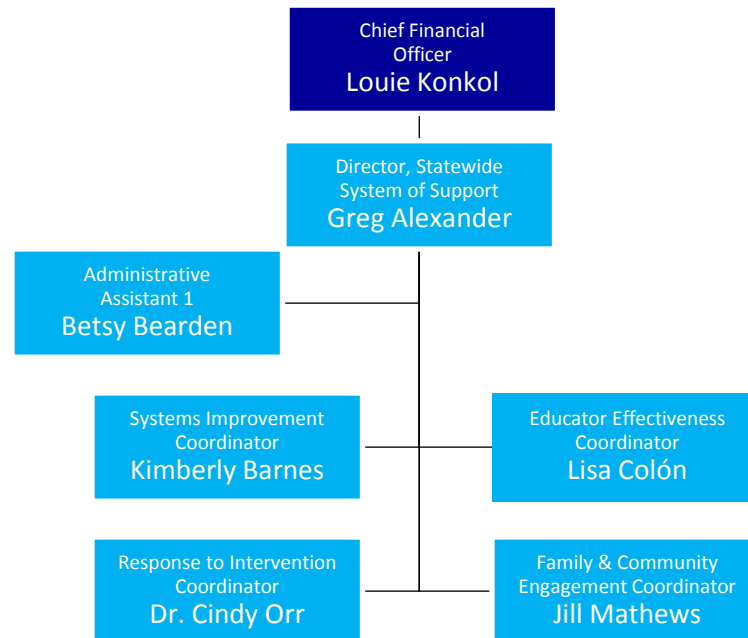 Chief Financial
Officer
Louie Konkol
Director, Statewide
System of Support
Greg Alexander
Administrative
Assistant 1
Betsy Bearden
Systems Improvement
Coordinator
Kimberly Barnes
Educator Effectiveness
Coordinator
Lisa Colón
Response to Intervention
Coordinator
Dr. Cindy Orr
Family & Community
Engagement Coordinator
Jill Mathews